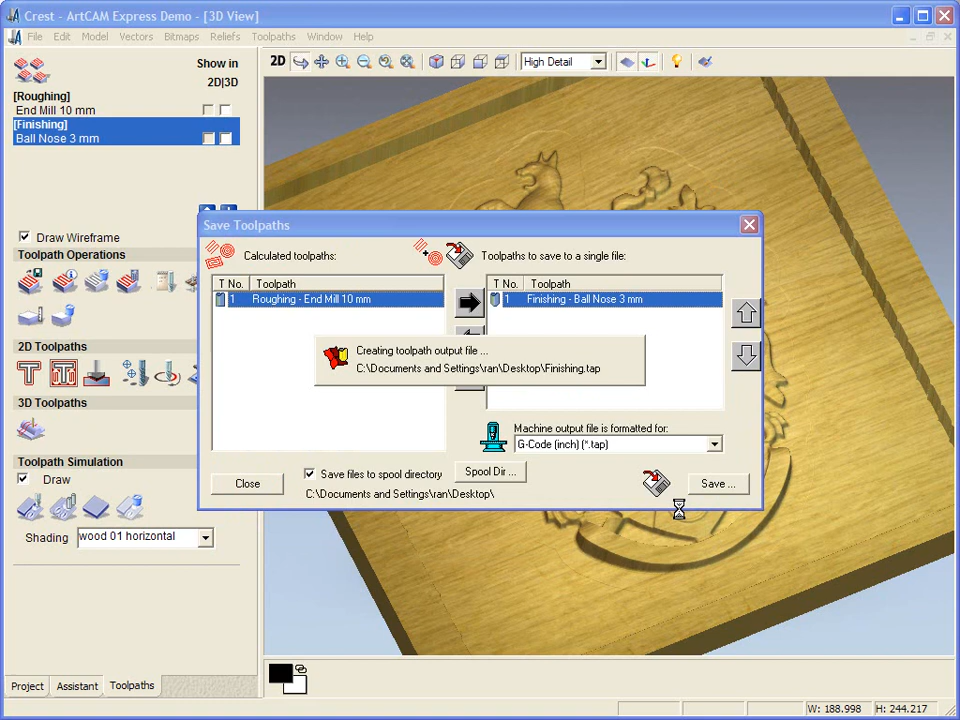 Crest - ArtCAM Express Demo - [3D View]
File Edit Model Vectors Bitmaps Reliefs Toolpaths Window Help
Show in
2D|3D
2D
High Detail
[Roughing]
End Mill 10 mm
[Finishing]
Ball Nose 3 mm
Draw Wireframe
Toolpath Operations
2D Toolpaths
3D Toolpaths
Toolpath Simulation
Draw
Shading
wood 01 horizontal
Save Toolpaths
Calculated toolpaths:
Toolpaths to save to a single file:
T No. Toolpath
1 Roughing - End Mill 10 mm
T No. Toolpath
1 Finishing - Ball Nose 3 mm
Creating toolpath output file ...
C:\Documents and Settings\ran\Desktop\Finishing.tap
Machine output file is formatted for:
G-Code (inch) (*.tap)
Close
Save files to spool directory
Spool Dir ...
C:\Documents and Settings\ran\Desktop\
Save ...
Project Assistant Toolpaths
W: 188.998 H: 244.217